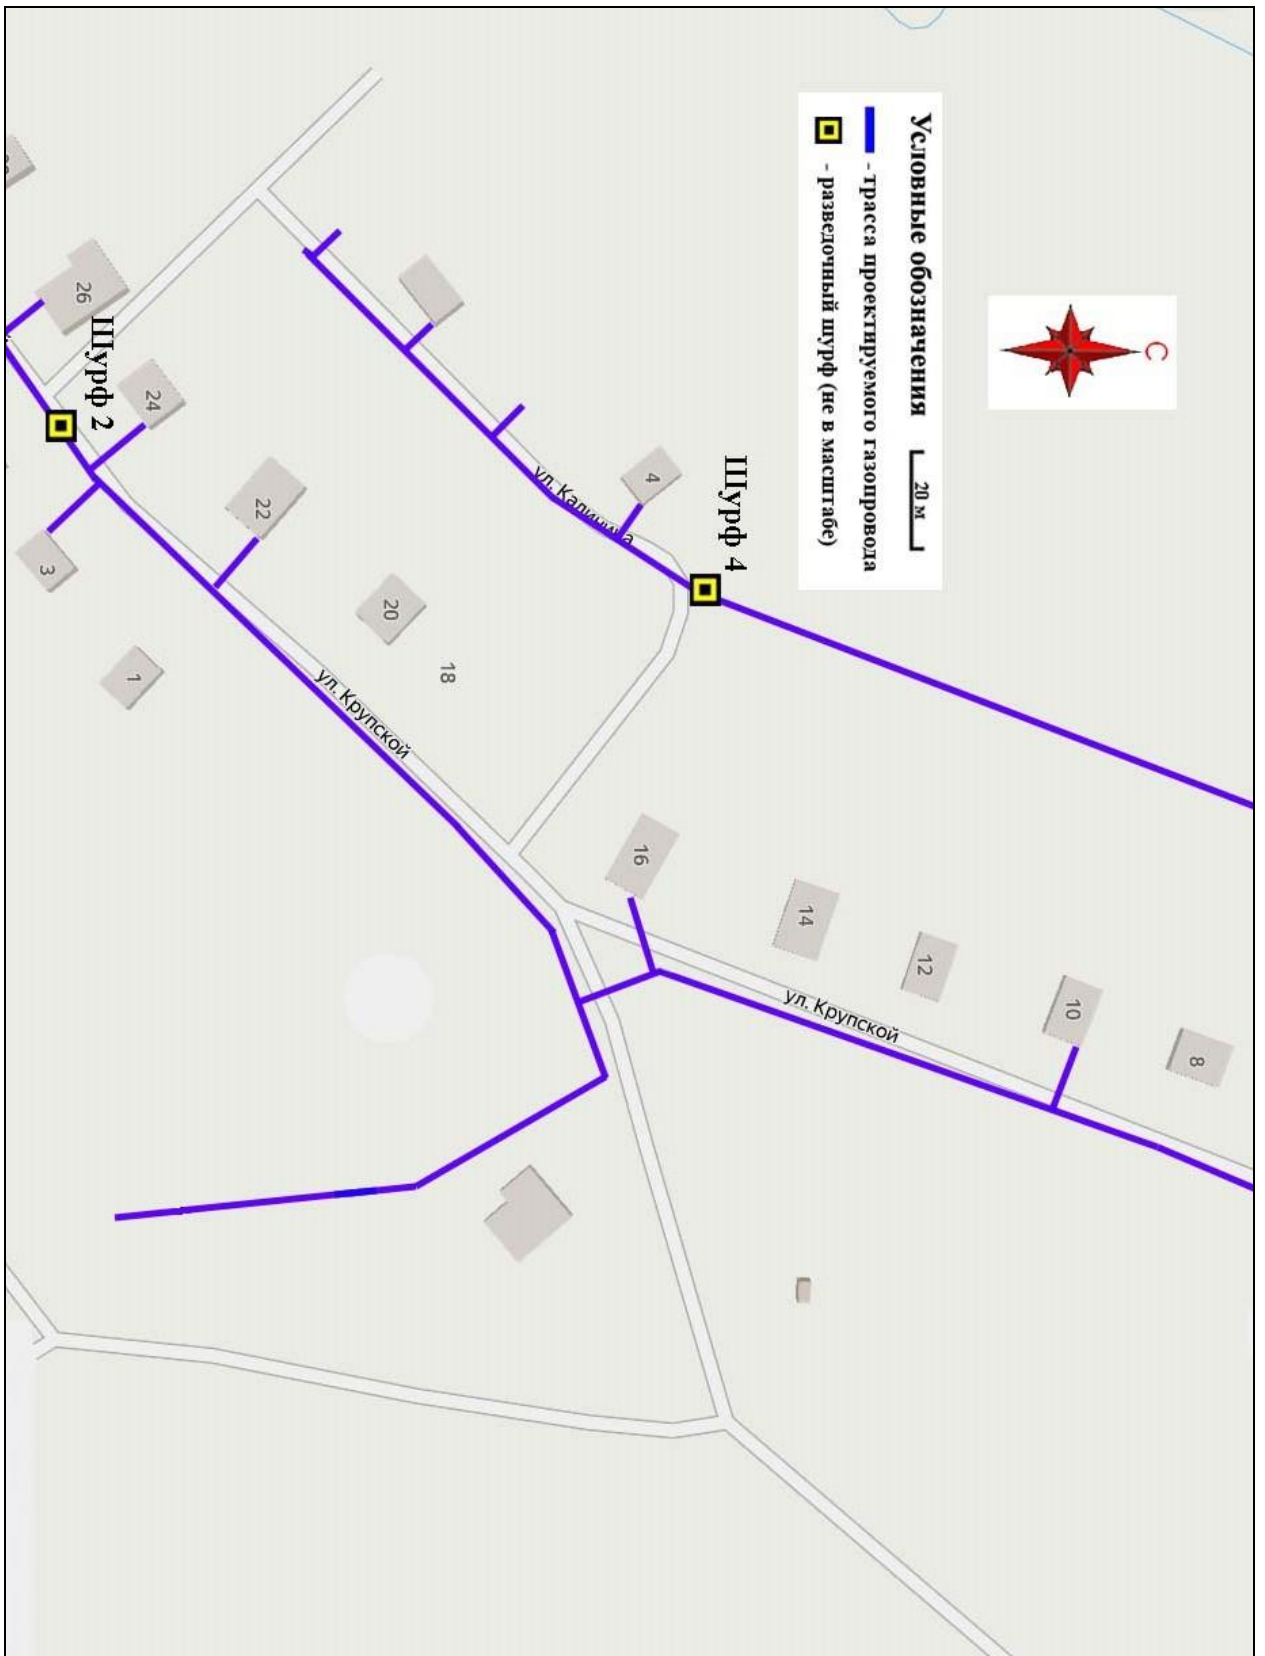 С
Условные обозначения
20 м
- трасса проектируемого газопровода
- разведочный шурф (не в масштабе)
Шурф 4
Шурф 2
ул. Калинина
ул. Крупской
ул. Крупской
26
24
22
20
18
16
14
12
10
8
4
3
1